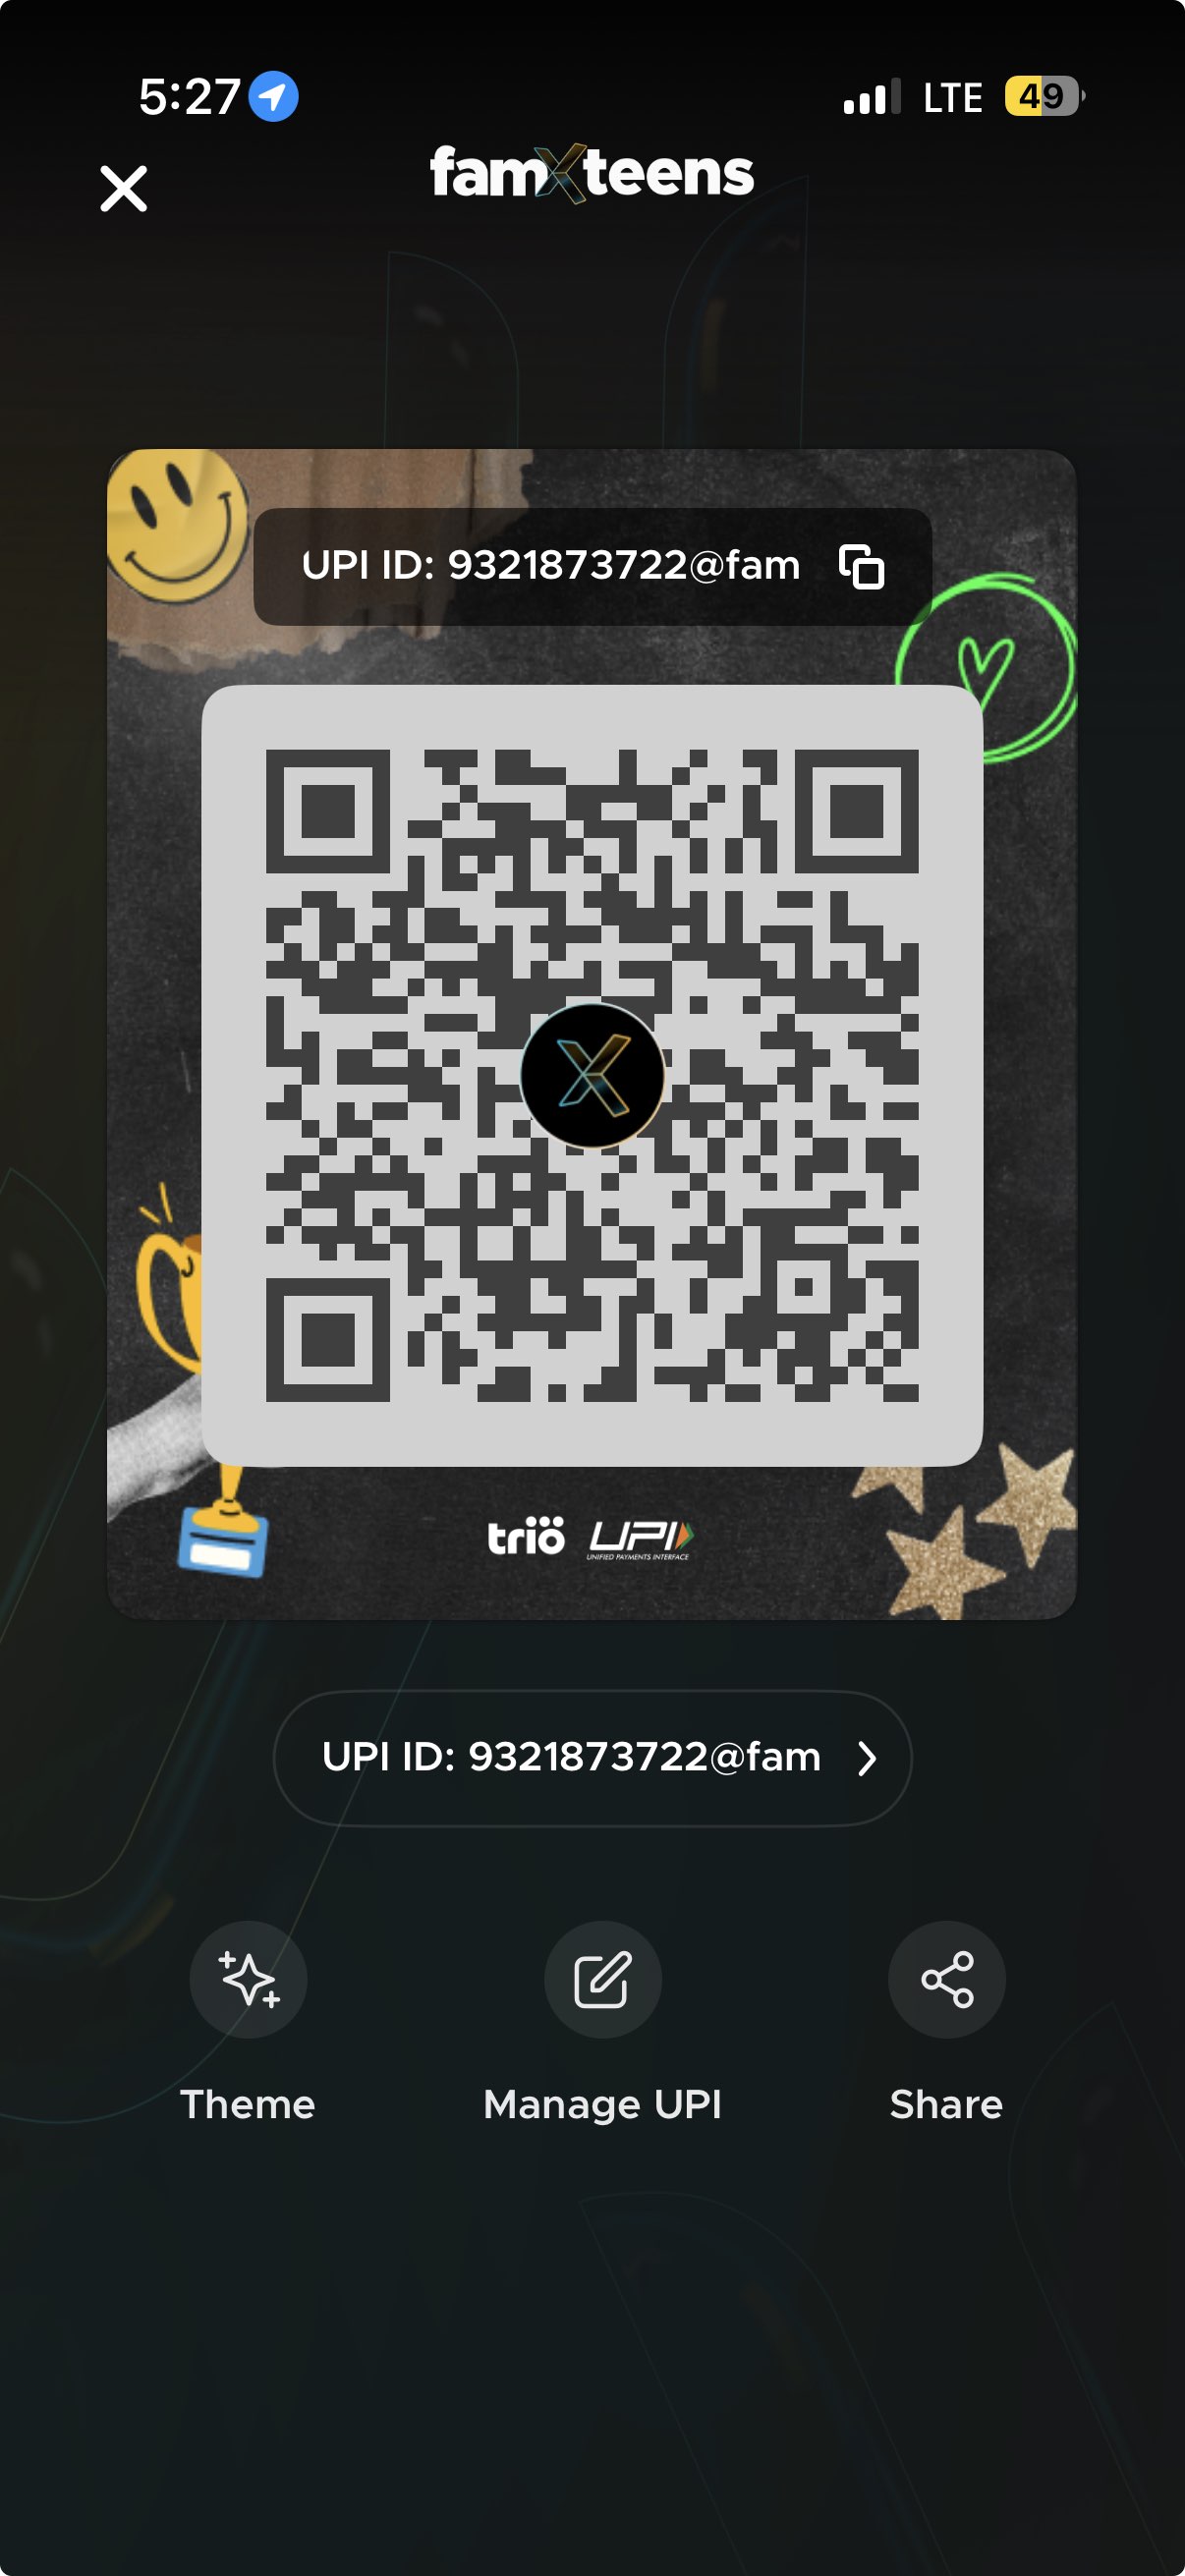 5:27
LTE 49
famXteens
UPI ID: 9321873722@fam
triö UPI
UNIFIED PAYMENTS INTERFACE
UPI ID: 9321873722@fam
Theme
Manage UPI
Share